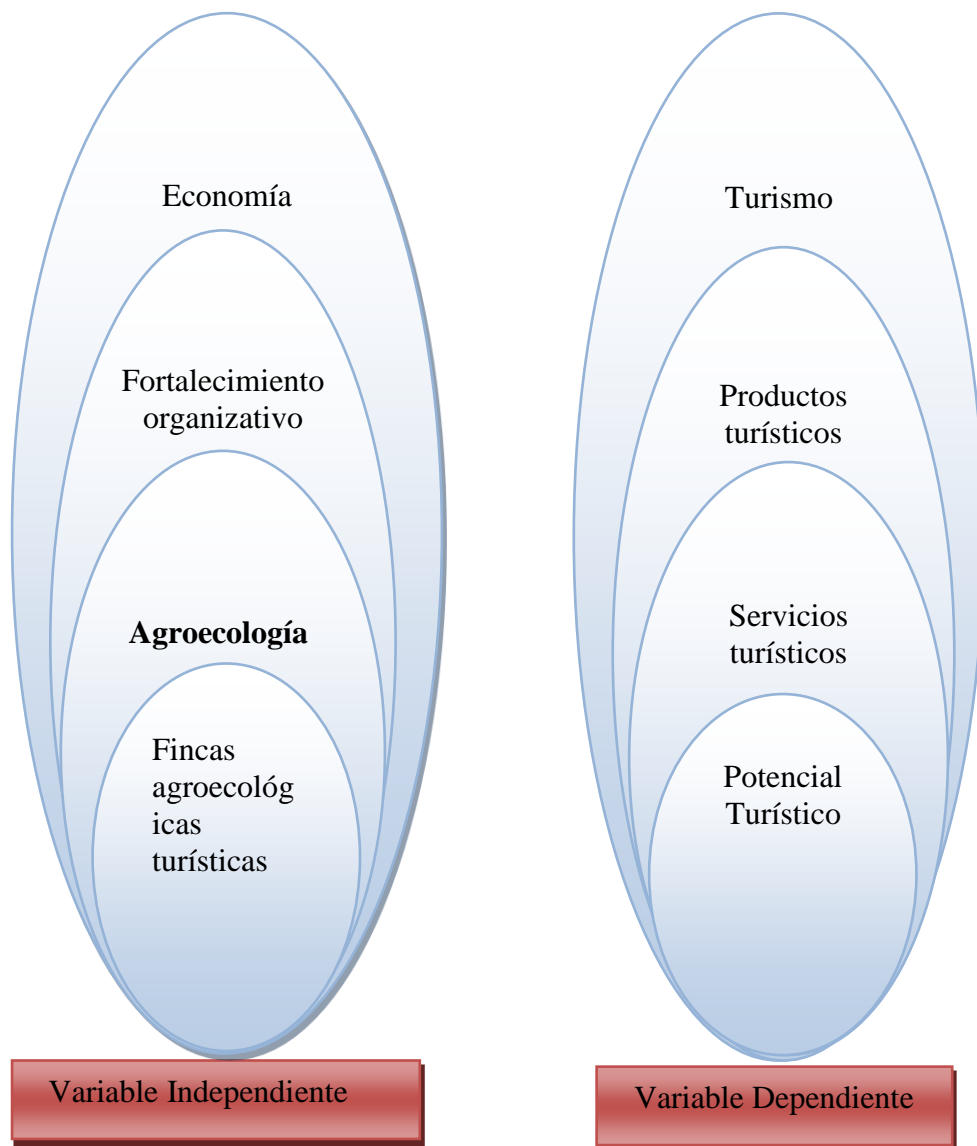 Economía
Fortalecimiento
organizativo
Agroecología
Fincas
agroecológ
icas
turísticas
Variable Independiente
Turismo
Productos
turísticos
Servicios
turísticos
Potencial
Turístico
Variable Dependiente